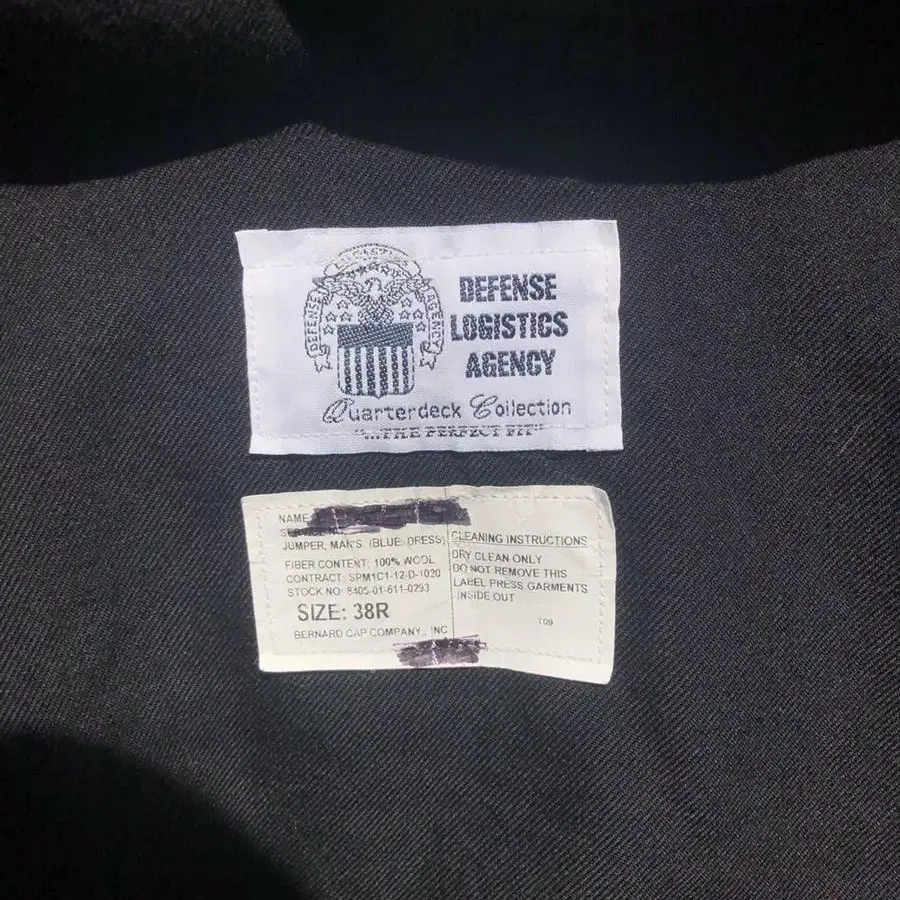 LOGISTICS
DEFENSE
AGENCY
DEFENSE
LOGISTICS
AGENCY
Quarterdeck Collection
"...THE PERFECT FIT"
NAME
JUMPER, MAN'S, (BLUE, DRESS)
FIBER CONTENT: 100% WOOL
CONTRACT: SPM1C1-12-D-1020
STOCK NO: 8405-01-611-0293
SIZE: 38R
BERNARD CAP COMPANY., INC
CLEANING INSTRUCTIONS
DRY CLEAN ONLY
DO NOT REMOVE THIS
LABEL PRESS GARMENTS
INSIDE OUT
709